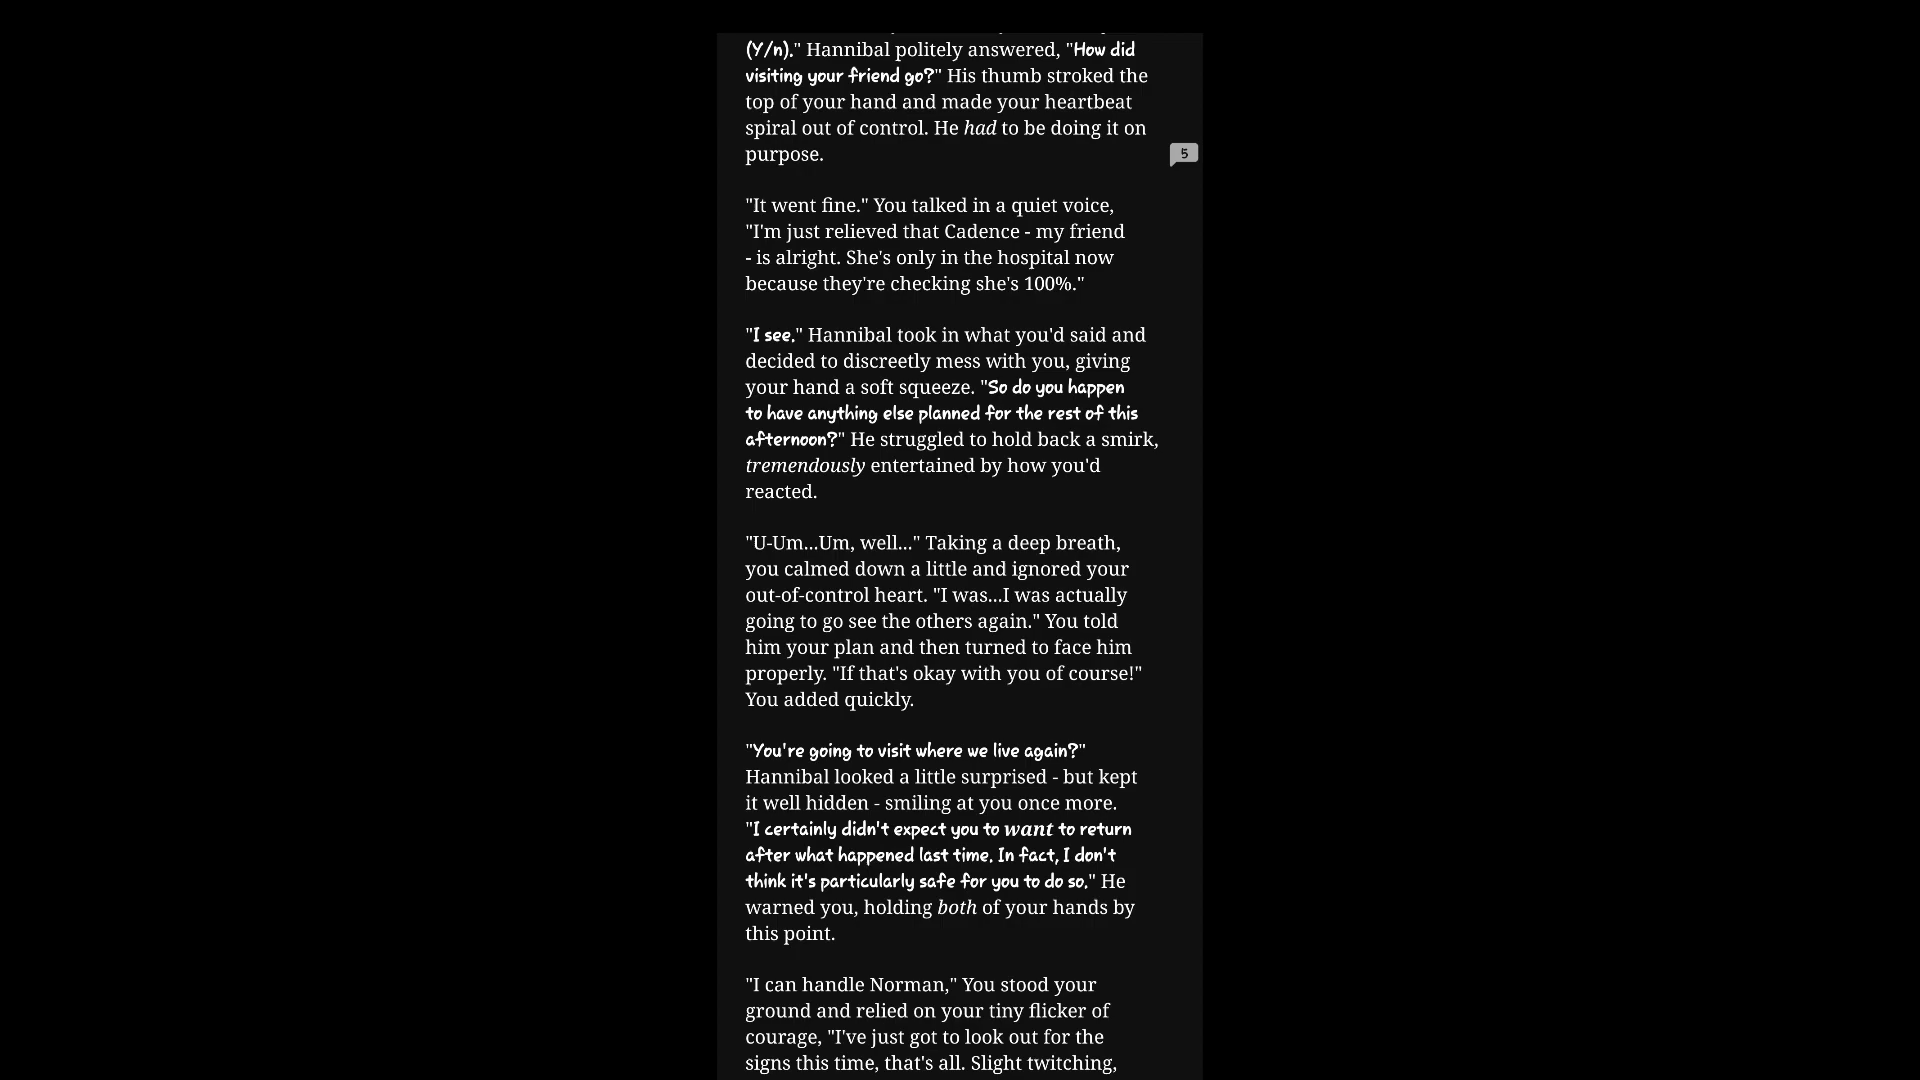 (Y/n)." Hannibal politely answered, "How did
visiting your friend go?" His thumb stroked the
top of your hand and made your heartbeat
spiral out of control. He had to be doing it on
purpose.
5
"It went fine." You talked in a quiet voice,
"I'm just relieved that Cadence - my friend
- is alright. She's only in the hospital now
because they're checking she's 100%."
"I see." Hannibal took in what you'd said and
decided to discreetly mess with you, giving
your hand a soft squeeze. "So do you happen
to have anything else planned for the rest of this
afternoon?" He struggled to hold back a smirk,
tremendously entertained by how you'd
reacted.
"U-Um...Um, well..." Taking a deep breath,
you calmed down a little and ignored your
out-of-control heart. "I was...I was actually
going to go see the others again." You told
him your plan and then turned to face him
properly. "If that's okay with you of course!"
You added quickly.
"You're going to visit where we live again?"
Hannibal looked a little surprised - but kept
it well hidden - smiling at you once more.
"I certainly didn't expect you to want to return
after what happened last time. In fact, I don't
think it's particularly safe for you to do so." He
warned you, holding both of your hands by
this point.
"I can handle Norman," You stood your
ground and relied on your tiny flicker of
courage, "I've just got to look out for the
signs this time, that's all. Slight twitching,